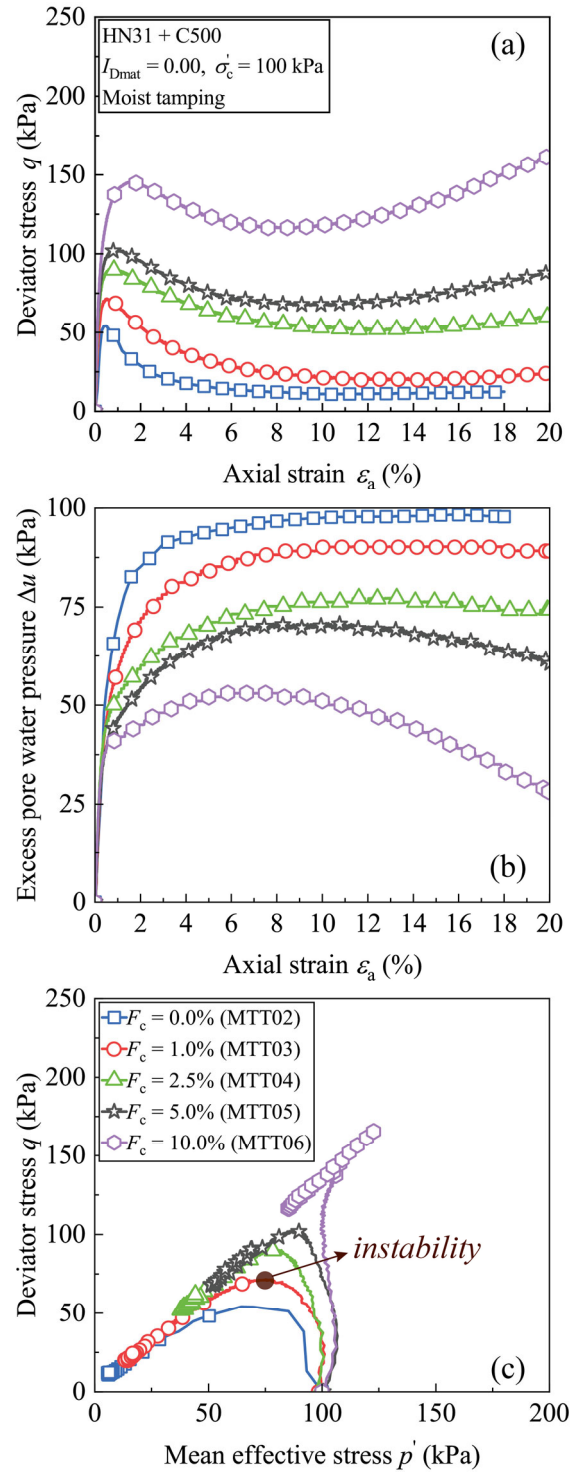 (a)
HN31 + C500
I_Dmat = 0.00, σ'_c = 100 kPa
Moist tamping
250
200
150
100
50
0
Deviator stress q (kPa)
0 2 4 6 8 10 12 14 16 18 20
Axial strain ε_a (%)
100
75
50
25
0
Excess pore water pressure Δu (kPa)
(b)
0 2 4 6 8 10 12 14 16 18 20
Axial strain ε_a (%)
250
200
150
100
50
0
Deviator stress q (kPa)
F_c = 0.0% (MTT02)
F_c = 1.0% (MTT03)
F_c = 2.5% (MTT04)
F_c = 5.0% (MTT05)
F_c = 10.0% (MTT06)
instability
(c)
0 50 100 150 200
Mean effective stress p' (kPa)